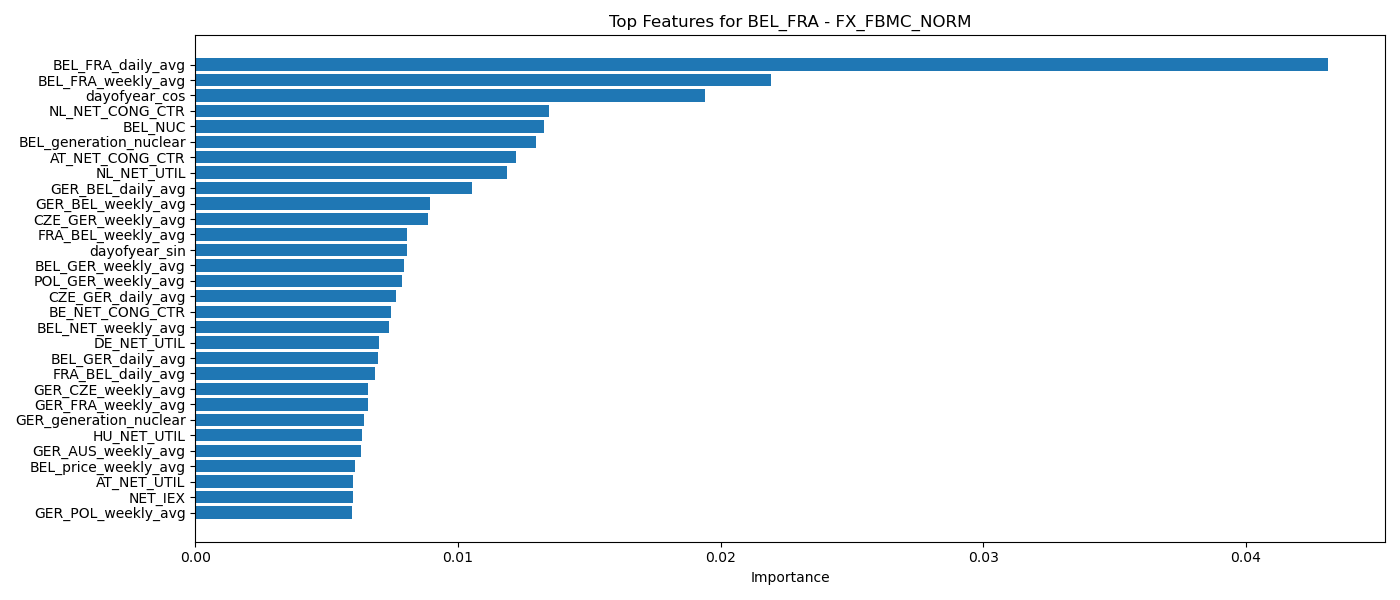 Top Features for BEL_FRA - FX_FBMC_NORM
BEL_FRA_daily_avg
BEL_FRA_weekly_avg
dayofyear_cos
NL_NET_CONG_CTR
BEL_NUC
BEL_generation_nuclear
AT_NET_CONG_CTR
NL_NET_UTIL
GER_BEL_daily_avg
GER_BEL_weekly_avg
CZE_GER_weekly_avg
FRA_BEL_weekly_avg
dayofyear_sin
BEL_GER_weekly_avg
POL_GER_weekly_avg
CZE_GER_daily_avg
BE_NET_CONG_CTR
BEL_NET_weekly_avg
DE_NET_UTIL
BEL_GER_daily_avg
FRA_BEL_daily_avg
GER_CZE_weekly_avg
GER_FRA_weekly_avg
GER_generation_nuclear
HU_NET_UTIL
GER_AUS_weekly_avg
BEL_price_weekly_avg
AT_NET_UTIL
NET_IEX
GER_POL_weekly_avg
0.00 0.01 0.02 0.03 0.04
Importance